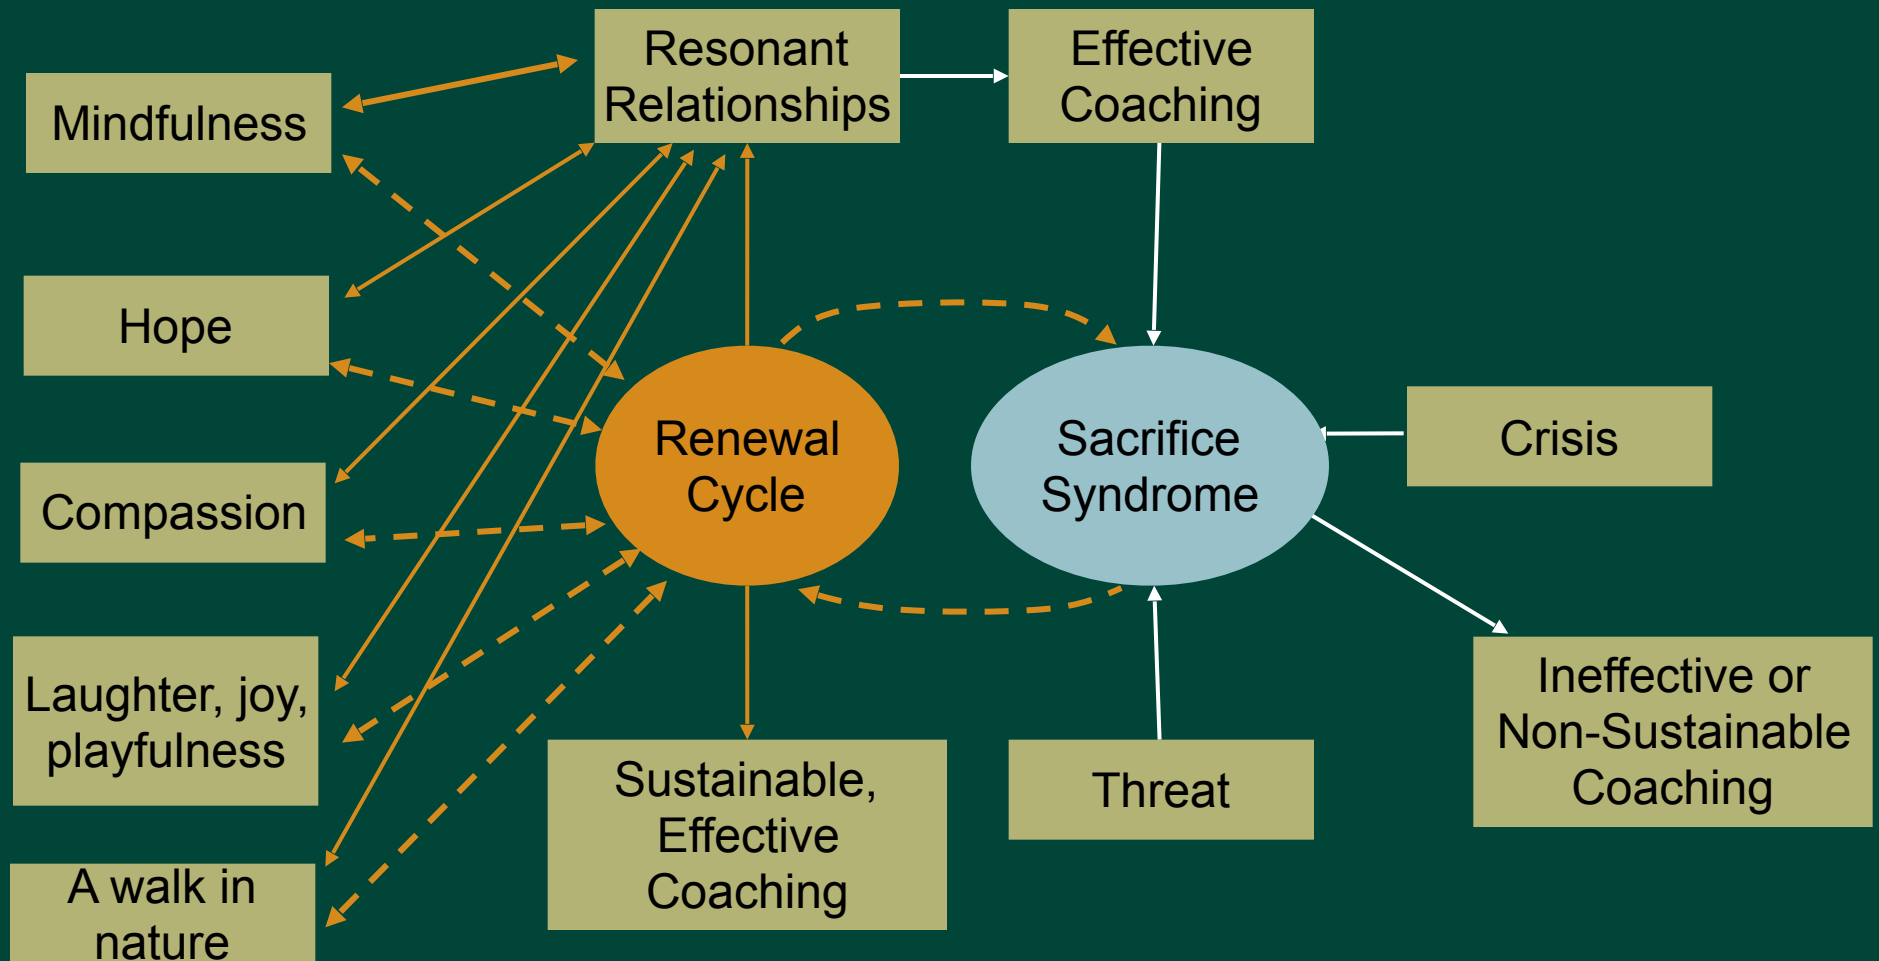 Resonant
Relationships
Effective
Coaching
Mindfulness
Hope
Renewal
Cycle
Sacrifice
Syndrome
Crisis
Compassion
Laughter, joy,
playfulness
Sustainable,
Effective
Coaching
Threat
Ineffective or
Non-Sustainable
Coaching
A walk in
nature